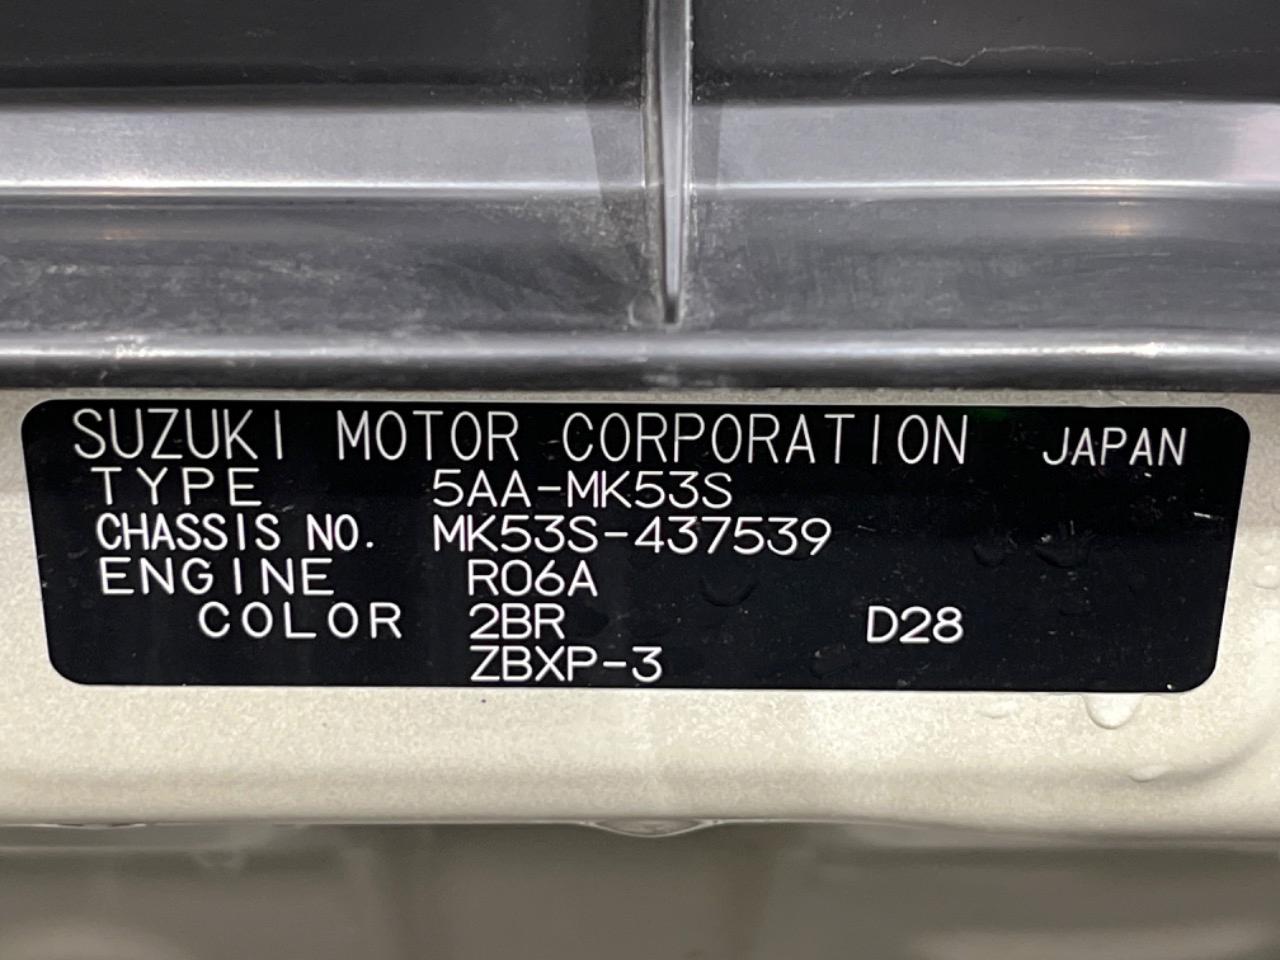 SUZUKI MOTOR CORPORATION JAPAN
TYPE 5AA-MK53S
CHASSIS NO. MK53S-437539
ENGINE R06A
COLOR 2BR D28
ZBXP-3